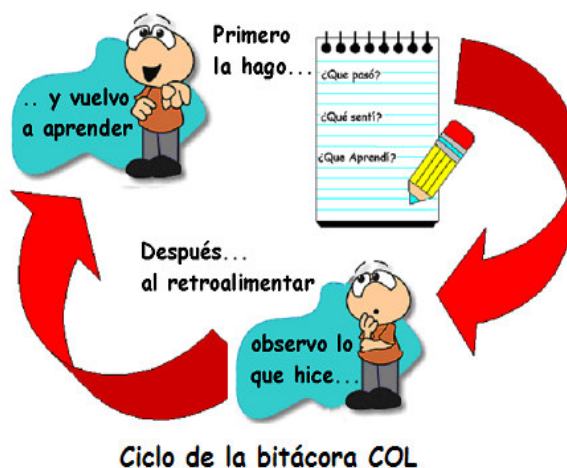 Primero
la hago...
¿Que pasó?
¿Qué sentí?
¿Que Aprendí?
Después...
al retroalimentar
observo lo
que hice...
.. y vuelvo
a aprender
Ciclo de la bitácora COL